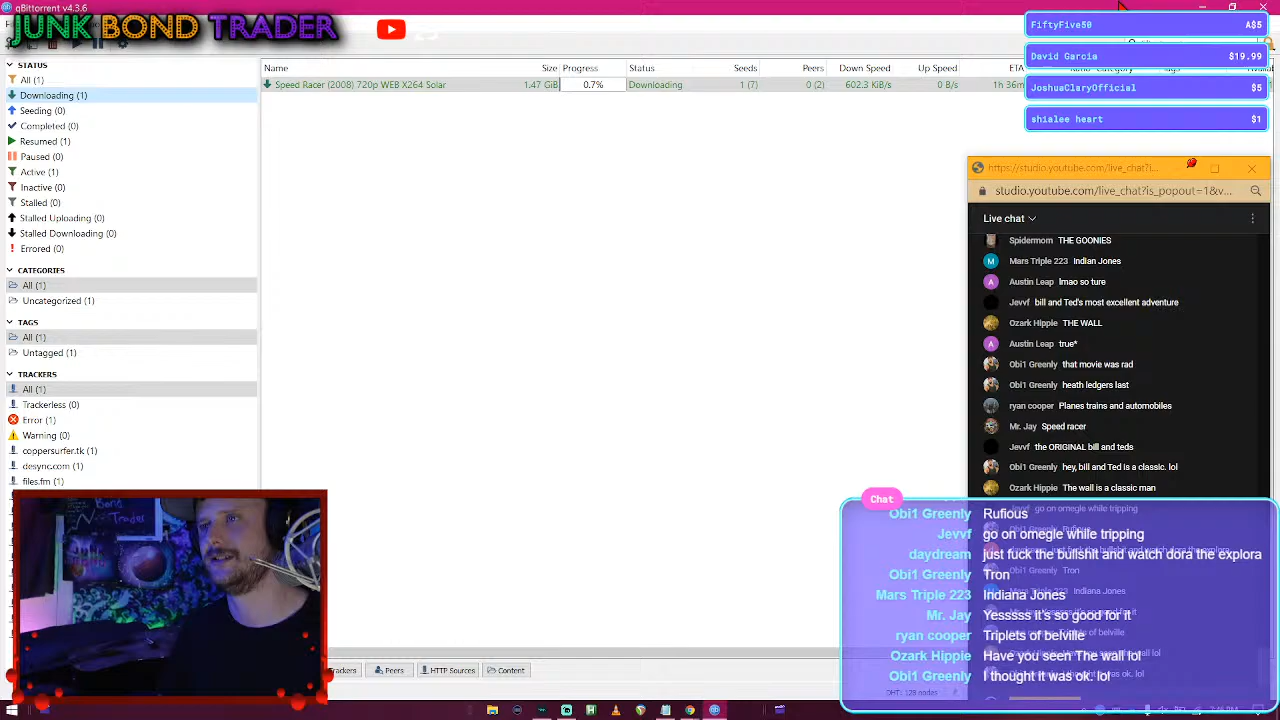 qBittorrent v4.3.6
JUNK BOND TRADER
FiftyFive50 A$5
David Garcia $19.99
JoshuaClaryOfficial $5
shialee heart $1
STATUS
All (1)
Downloading (1)
Seeding (0)
Completed (0)
Resumed (1)
Paused (0)
Active (1)
Inactive (0)
Stalled (0)
Stalled Uploading (0)
Stalled Downloading (0)
Errored (0)
CATEGORIES
All (1)
Uncategorized (1)
TAGS
All (1)
Untagged (1)
TRACKERS
All (1)
Trackerless (0)
Error (1)
Warning (0)
coppersurfer.tk (1)
desync.com (1)
files.fm (1)
Name Size Progress Status Seeds Peers Down Speed Up Speed
Speed Racer (2008) 720p WEB X264 Solar 1.47 GiB 0.7% Downloading 1 (7) 0 (2) 602.3 KiB/s 0 B/s 1h 36m
https://studio.youtube.com/live_chat?i...
studio.youtube.com/live_chat?is_popout=1&v...
Live chat
Spidermom THE GOONIES
Mars Triple 223 Indian Jones
Austin Leap lmao so ture
Jevvf bill and Ted's most excellent adventure
Ozark Hippie THE WALL
Austin Leap true*
Obi1 Greenly that movie was rad
Obi1 Greenly heath ledgers last
ryan cooper Planes trains and automobiles
Mr. Jay Speed racer
Jevvf the ORIGINAL bill and teds
Obi1 Greenly hey, bill and Ted is a classic. lol
Ozark Hippie The wall is a classic man
Chat
Obi1 Greenly Rufious
Jevvf go on omegle while tripping
daydream just fuck the bullshit and watch dora the explora
Obi1 Greenly Tron
Mars Triple 223 Indiana Jones
Mr. Jay Yesssss it's so good for it
ryan cooper Triplets of belville
Ozark Hippie Have you seen The wall lol
Obi1 Greenly I thought it was ok. lol
Bond
Trader
Trackers Peers HTTP Sources Content
DHT: 128 nodes